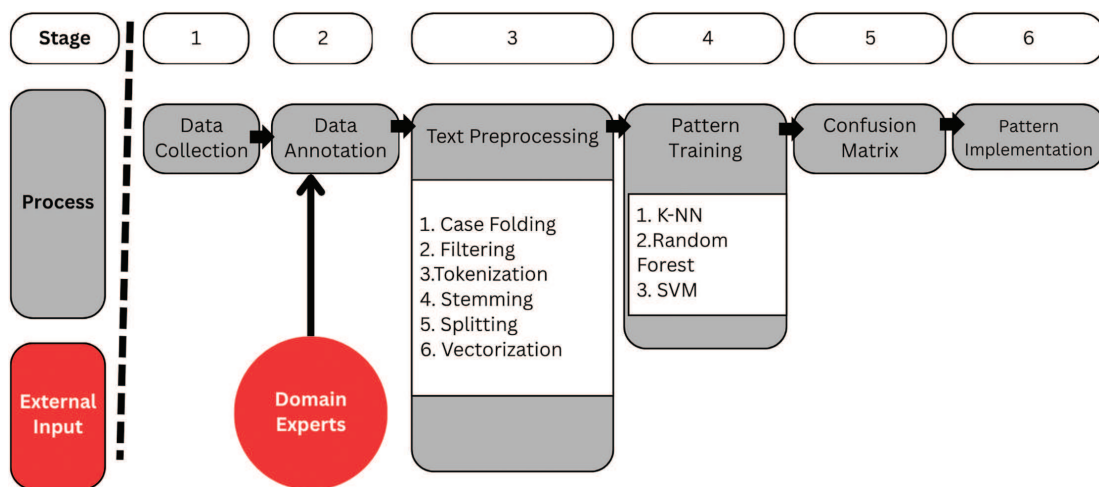 Stage
1
2
3
4
5
6
Process
Data
Collection
Data
Annotation
Text Preprocessing
1. Case Folding
2. Filtering
3.Tokenization
4. Stemming
5. Splitting
6. Vectorization
Pattern
Training
1. K-NN
2.Random
Forest
3. SVM
Confusion
Matrix
Pattern
Implementation
External
Input
Domain
Experts